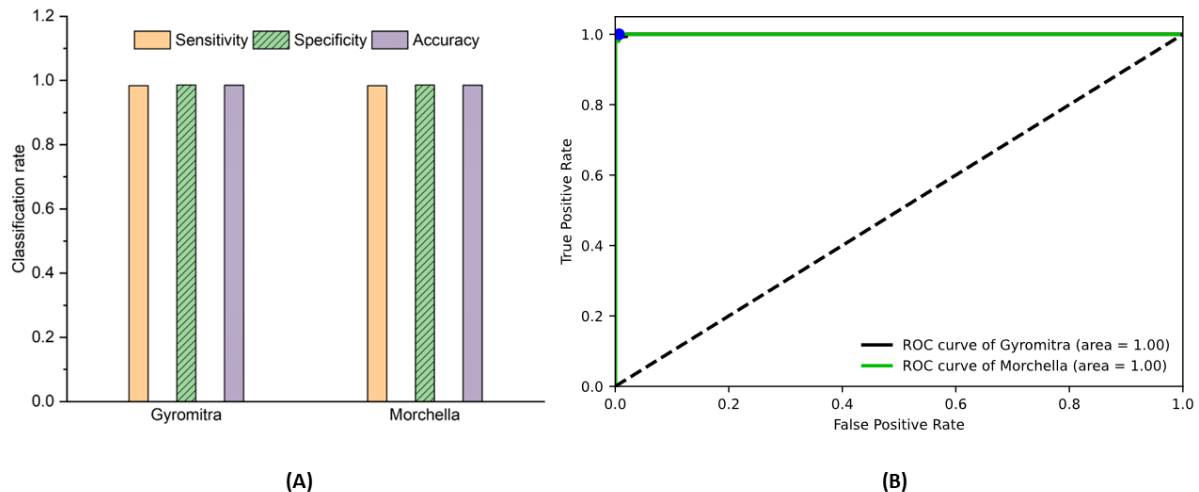 1.2
1.0
0.8
0.6
0.4
0.2
0.0
Classification rate
Sensitivity Specificity Accuracy
Gyromitra Morchella
(A)
1.0
0.8
0.6
0.4
0.2
0.0
True Positive Rate
ROC curve of Gyromitra (area = 1.00)
ROC curve of Morchella (area = 1.00)
0.0 0.2 0.4 0.6 0.8 1.0
False Positive Rate
(B)